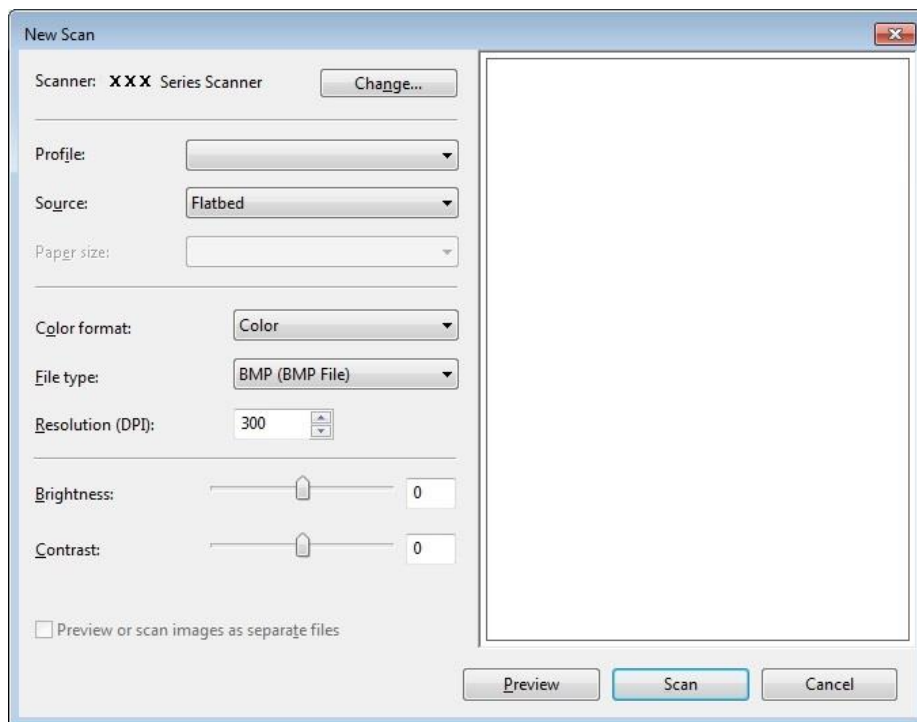 New Scan
Scanner: XXX Series Scanner Change...
Profile:
Source: Flatbed
Paper size:
Color format: Color
File type: BMP (BMP File)
Resolution (DPI): 300
Brightness: 0
Contrast: 0
Preview or scan images as separate files
Preview Scan Cancel